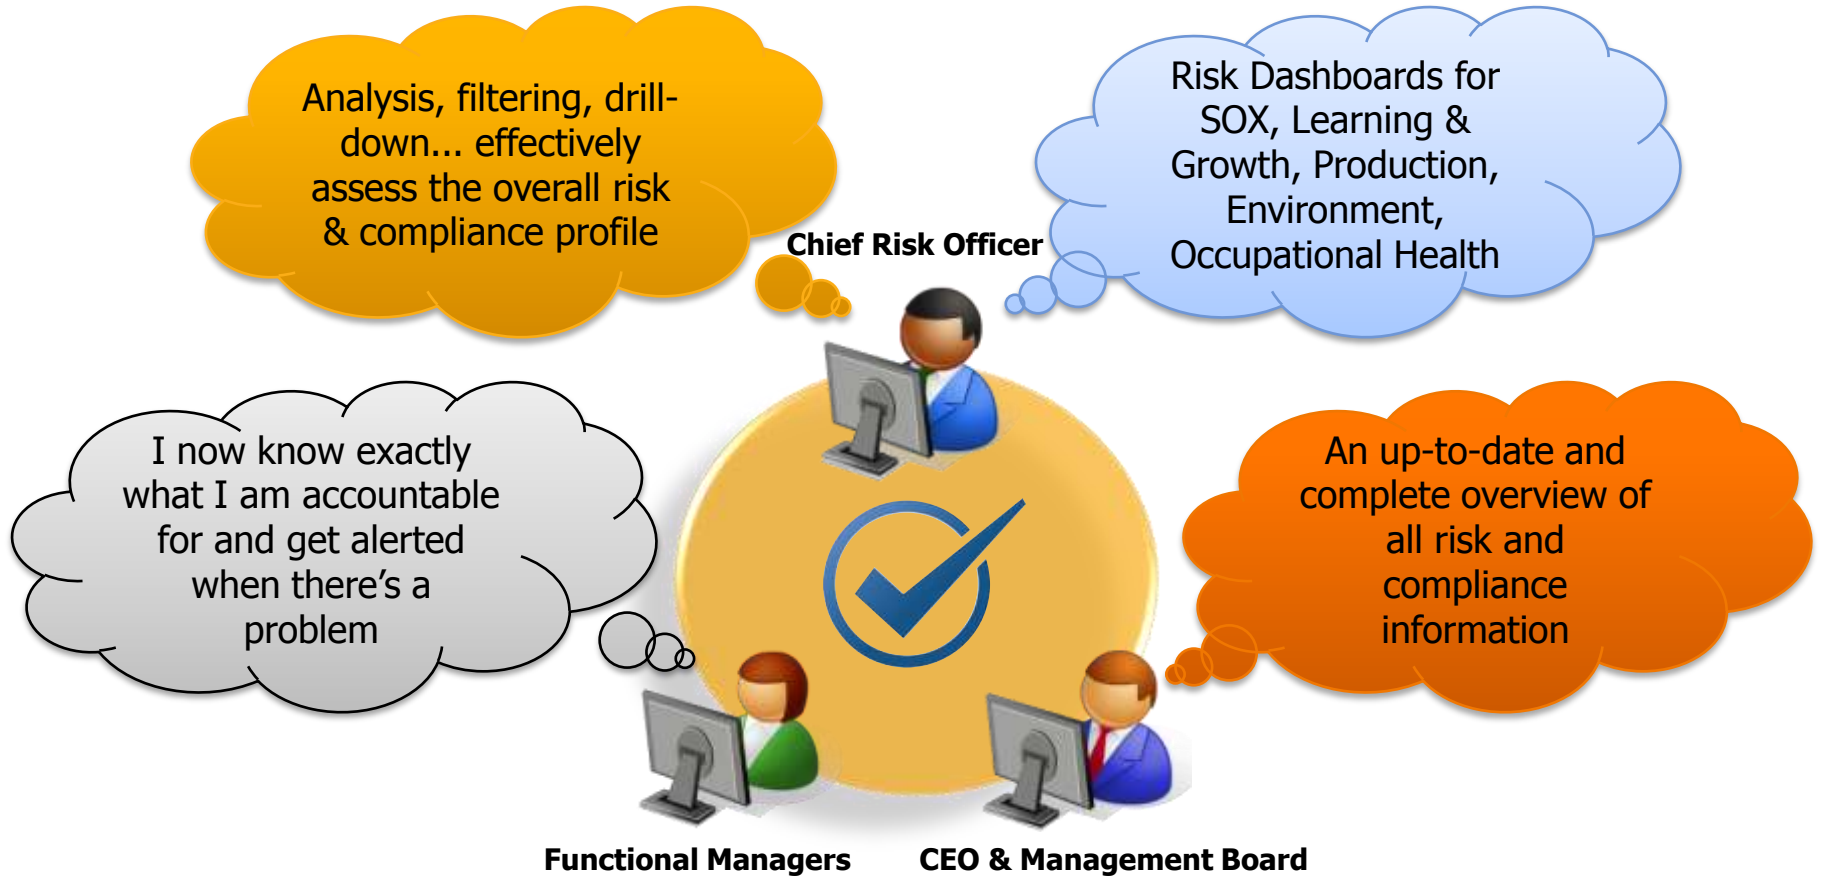 Analysis, filtering, drill-
down... effectively
assess the overall risk
& compliance profile
Risk Dashboards for
SOX, Learning &
Growth, Production,
Environment,
Occupational Health
Chief Risk Officer
I now know exactly
what I am accountable
for and get alerted
when there’s a
problem
An up-to-date and
complete overview of
all risk and
compliance
information
Functional Managers
CEO & Management Board